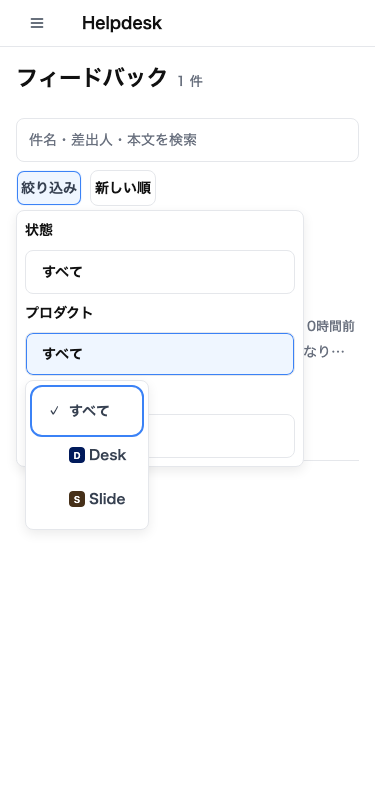 Helpdesk
フィードバック 1 件
件名・差出人・本文を検索
絞り込み 新しい順
状態
すべて
プロダクト
0時間前
すべて
なり…
✓ すべて
D Desk
S Slide